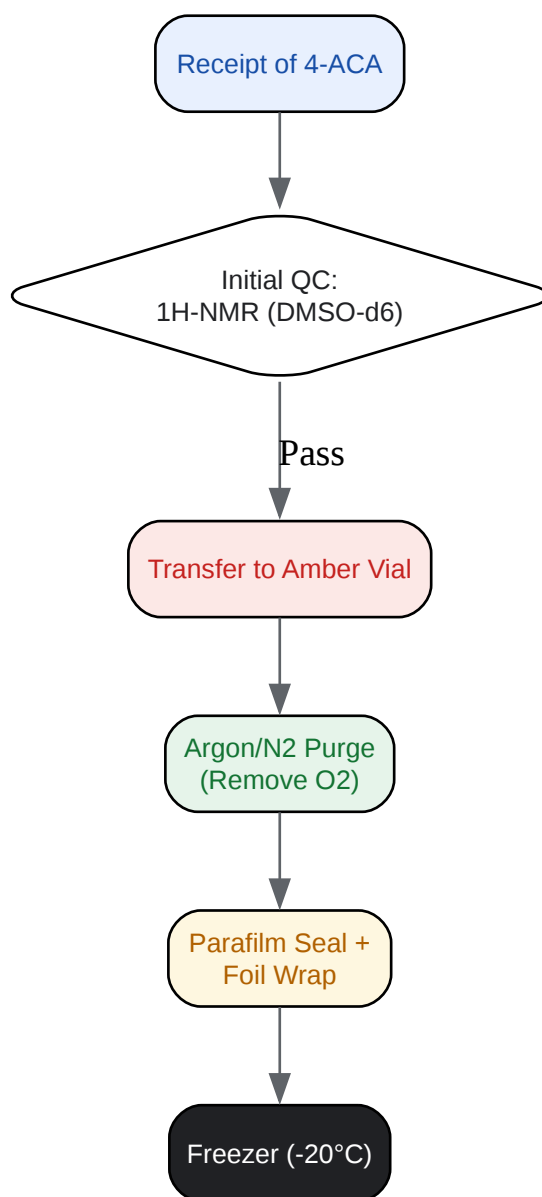 Receipt of 4-ACA
Initial QC:
1H-NMR (DMSO-d6)
Pass
Transfer to Amber Vial
Argon/N2 Purge
(Remove O2)
Parafilm Seal +
Foil Wrap
Freezer (-20°C)